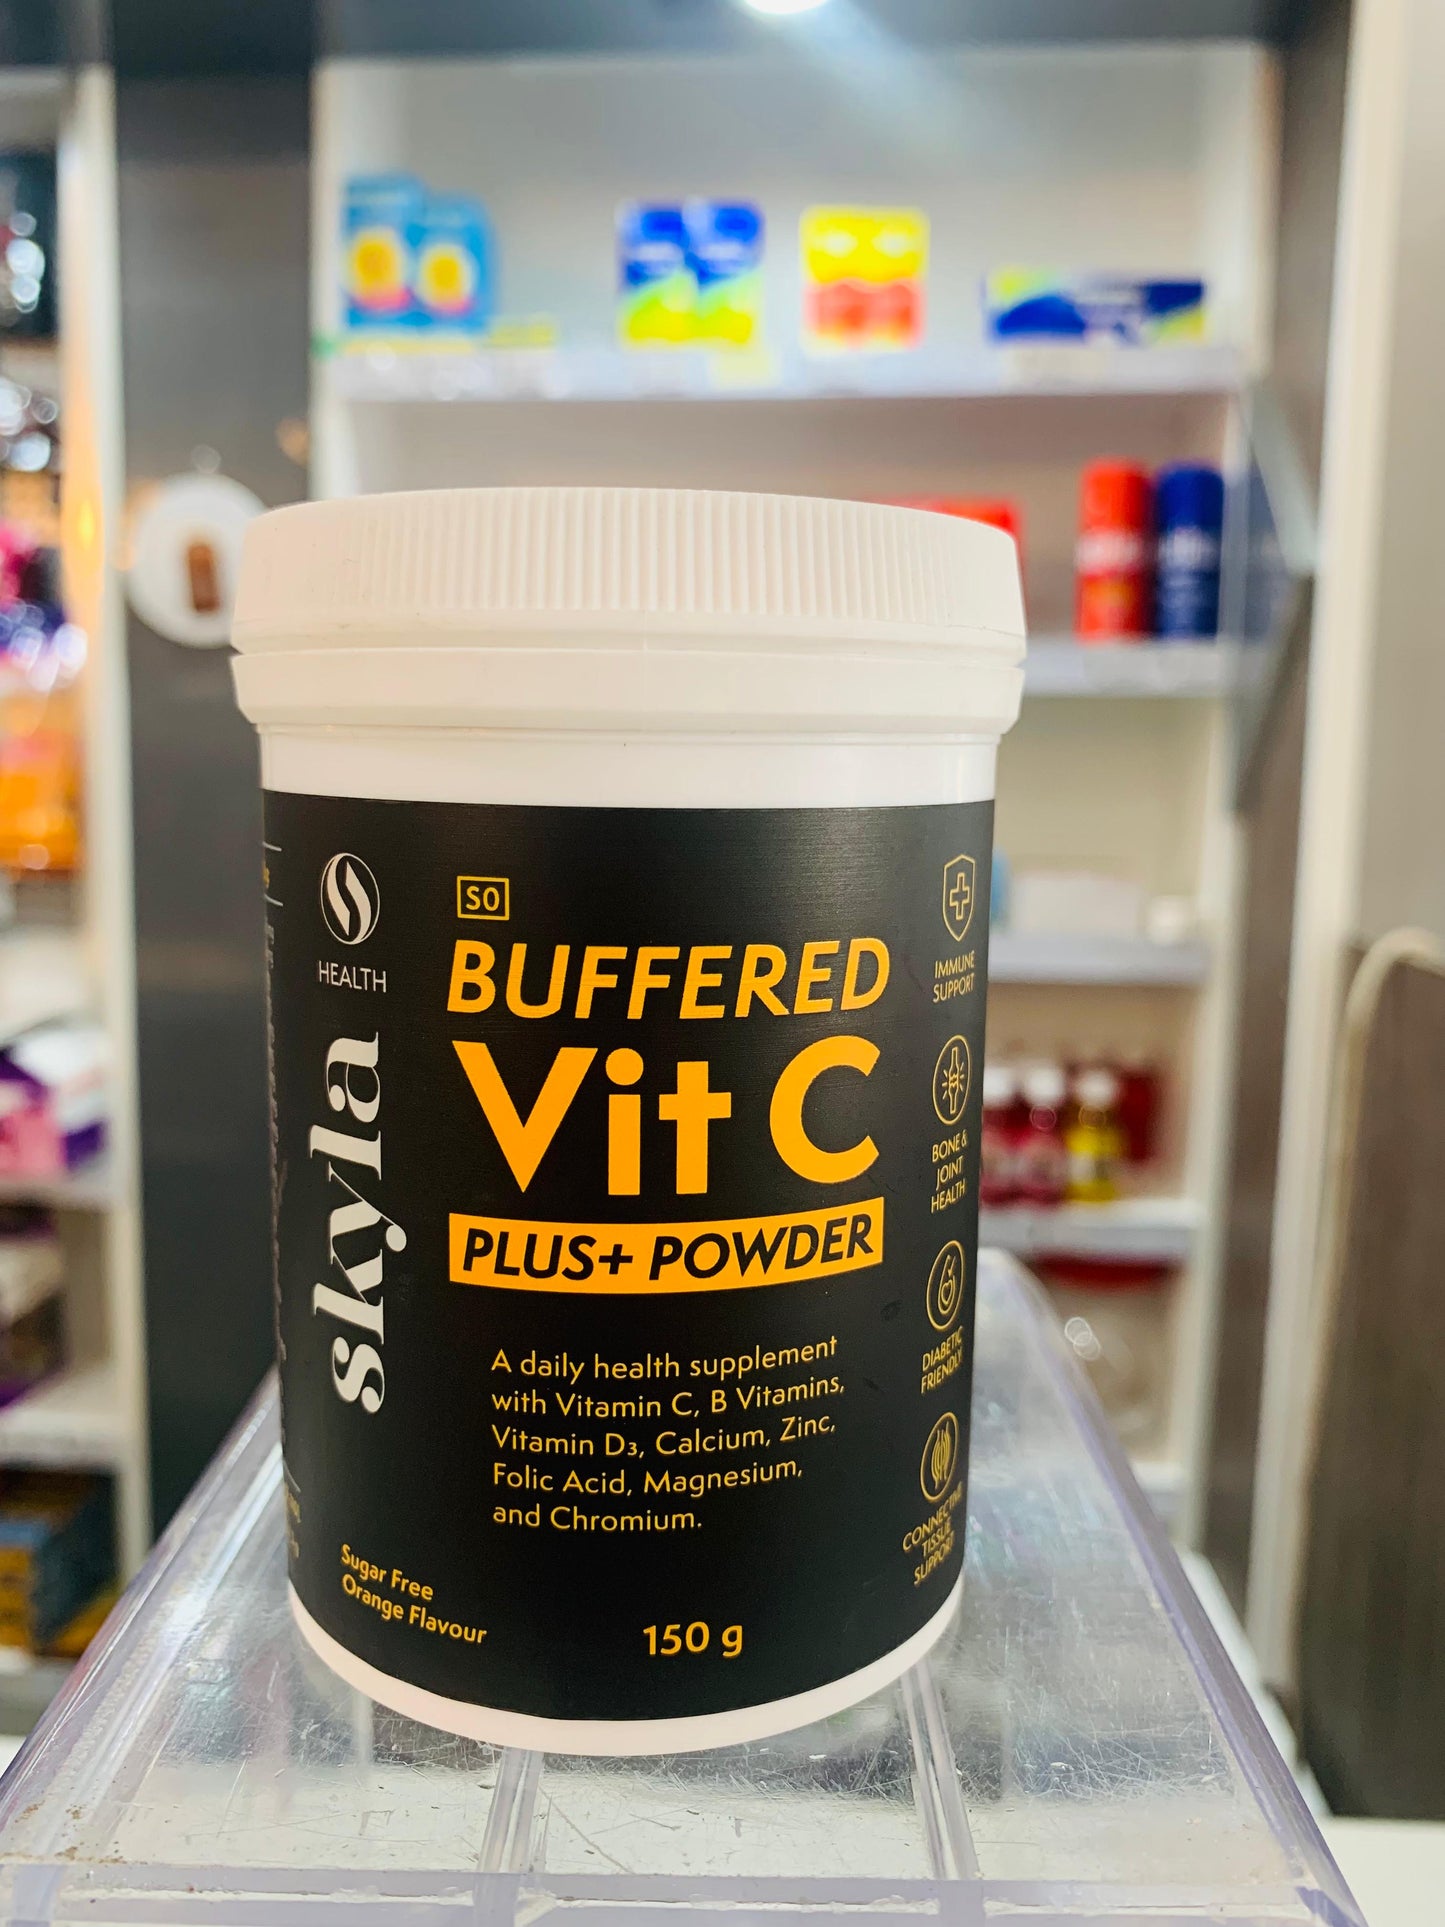 HEALTH
skyla
S0
BUFFERED
Vit C
PLUS+ POWDER
A daily health supplement
with Vitamin C, B Vitamins,
Vitamin D₃, Calcium, Zinc,
Folic Acid, Magnesium,
and Chromium.
Sugar Free
Orange Flavour
150 g
IMMUNE
SUPPORT
BONE &
JOINT
HEALTH
DIABETIC
FRIENDLY
CONNECTIVE
TISSUE
SUPPORT